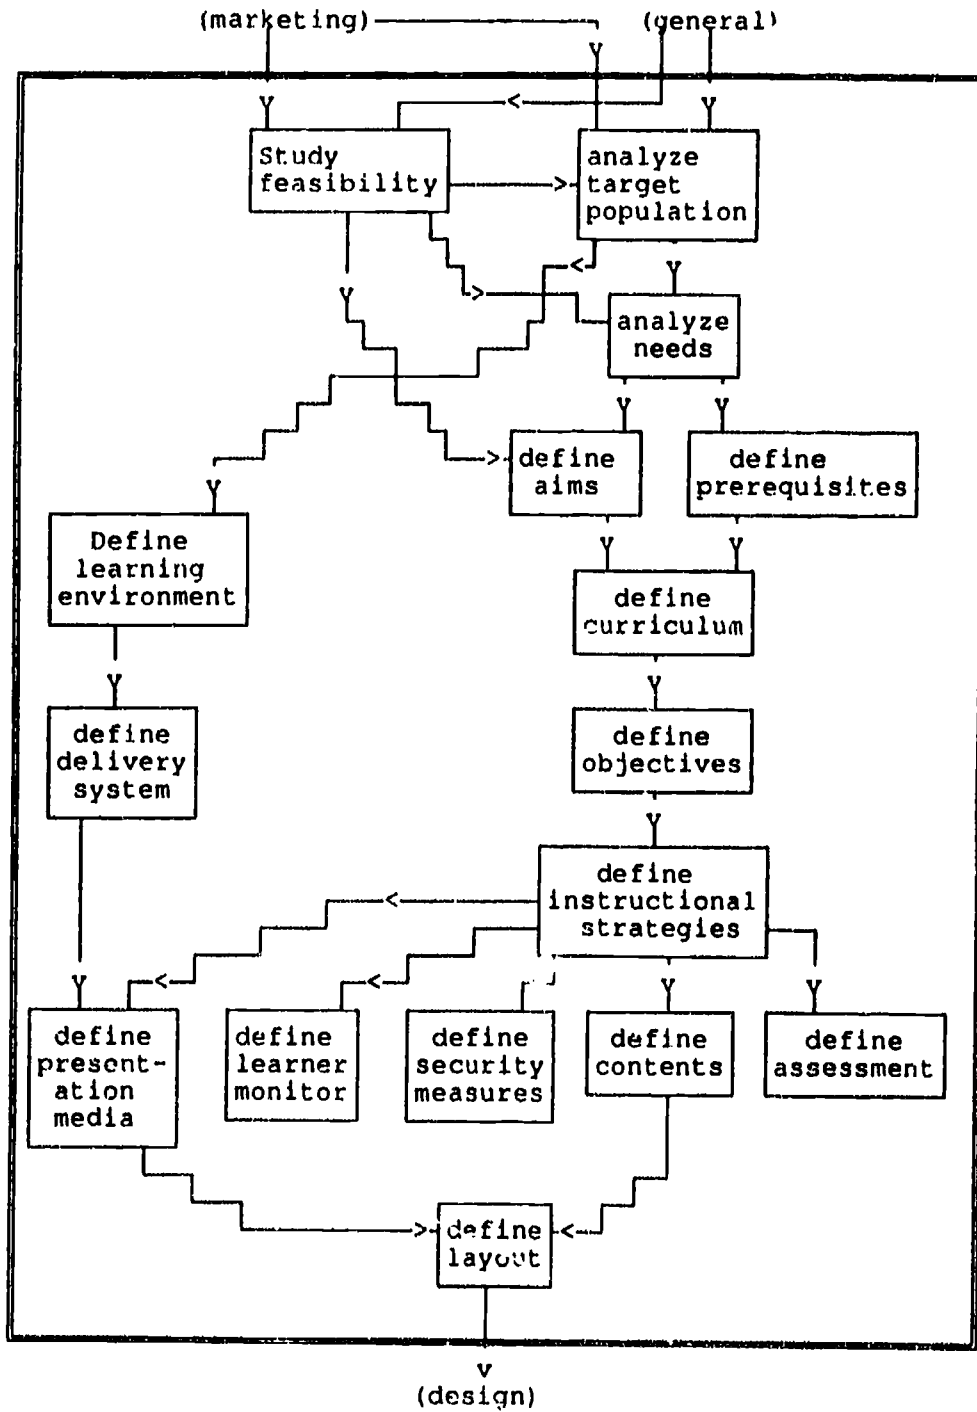 (marketing)
(general)
Study
feasibility
analyze
target
population
analyze
needs
define
aims
define
prerequisites
Define
learning
environment
define
curriculum
define
delivery
system
define
objectives
define
instructional
strategies
define
present-
ation
media
define
learner
monitor
define
security
measures
define
contents
define
assessment
define
layout
(design)